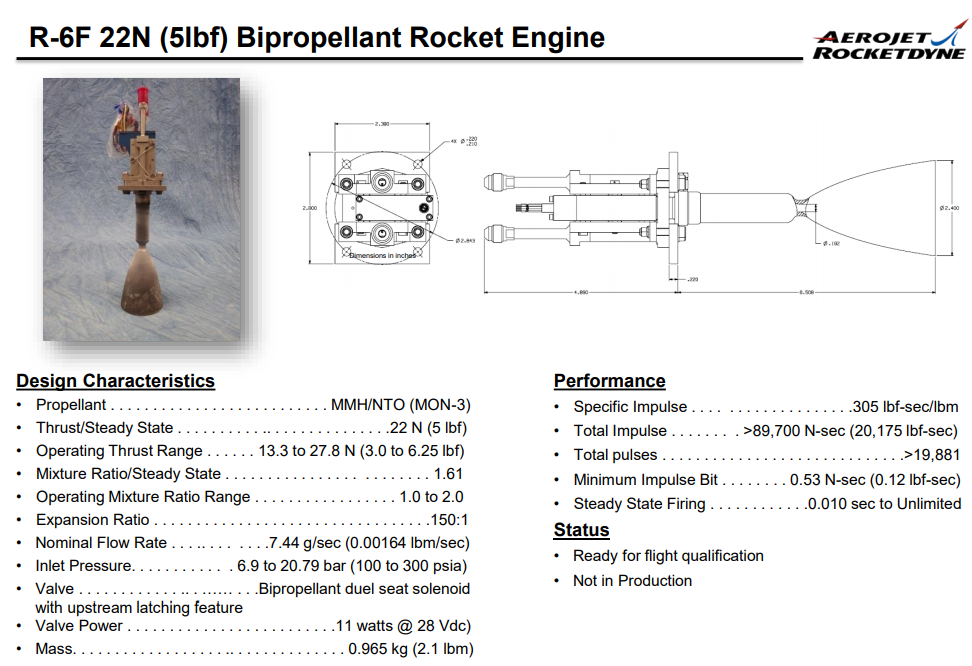 R-6F 22N (5lbf) Bipropellant Rocket Engine
AEROJET
ROCKETDYNE
2.380
4X Ø .220
.210
2.800
Ø2.843
Dimensions in inches
Ø2.400
Ø.192
.220
Design Characteristics
• Propellant . . . . . . . . . . . . . . . . . . . . . . . . . . MMH/NTO (MON-3)
• Thrust/Steady State . . . . . . . . . . .. . . . . . . . . . . . . . . .22 N (5 lbf)
• Operating Thrust Range . . . . . . 13.3 to 27.8 N (3.0 to 6.25 lbf)
• Mixture Ratio/Steady State . . . . . . . . . . . . . . . . . . . . . . . . 1.61
• Operating Mixture Ratio Range . . . . . . . . . . . . . . . . . 1.0 to 2.0
• Expansion Ratio . . . . . . . . . . . . . . . . . . . . . . . . . . . . . . . . .150:1
• Nominal Flow Rate . . . .. . . . . . . .7.44 g/sec (0.00164 lbm/sec)
• Inlet Pressure. . . . . . . . . . . . 6.9 to 20.79 bar (100 to 300 psia)
• Valve . . . . . . . . . . . . .. . . ..…... . . .Bipropellant duel seat solenoid
with upstream latching feature
• Valve Power . . . . . . . . . . . . . . . . . . . . . . . . .11 watts @ 28 Vdc)
• Mass. . . . . . . . . . . . . . . . . . .. . . . . . . . . . . . . . 0.965 kg (2.1 lbm)
Performance
• Specific Impulse . . . . . . . . . . . . . . . . . . .305 lbf-sec/lbm
• Total Impulse . . . . . . . . >89,700 N-sec (20,175 lbf-sec)
• Total pulses . . . . . . . . . . . . . . . . . . . . . . . . . . . . .>19,881
• Minimum Impulse Bit . . . . . . . . 0.53 N-sec (0.12 lbf-sec)
• Steady State Firing . . . . . . . . . . . .0.010 sec to Unlimited
Status
• Ready for flight qualification
• Not in Production